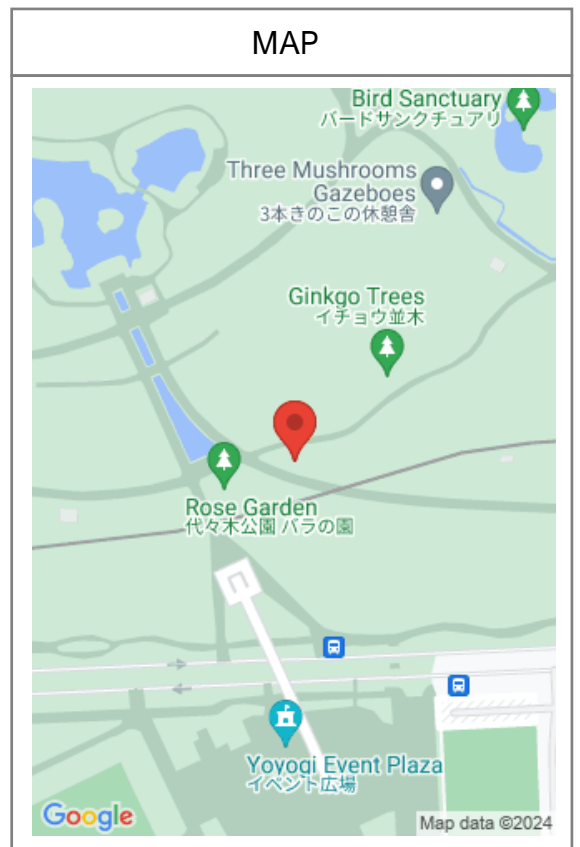 MAP
Bird Sanctuary
バードサンクチュアリ
Three Mushrooms
Gazeboes
3本きのこの休憩舎
Ginkgo Trees
イチョウ並木
Rose Garden
代々木公園 バラの園
Yoyogi Event Plaza
イベント広場
Google
Map data ©2024